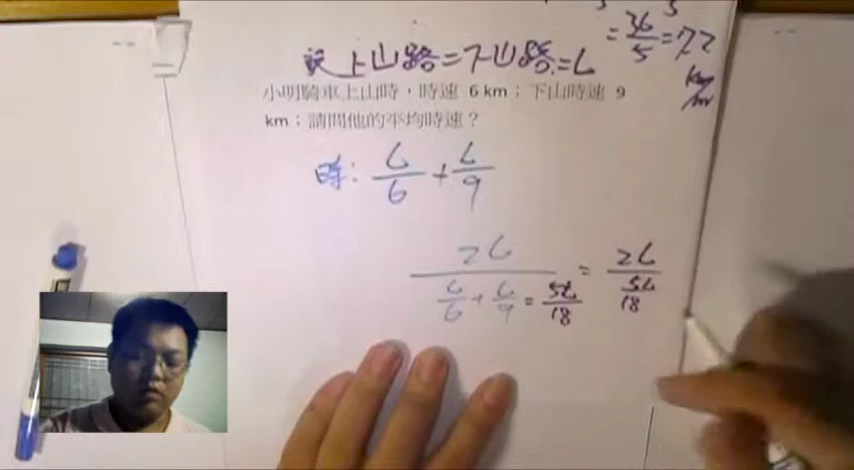 = 36/5 = 7.2
km/hr
設上山路=下山路=L
小明騎車上山時，時速 6 km；下山時速 9
km；請問他的平均時速？
時: L/6 + L/9
2L / (L/6 + L/9 = 5L/18) = 2L / (5L/18)